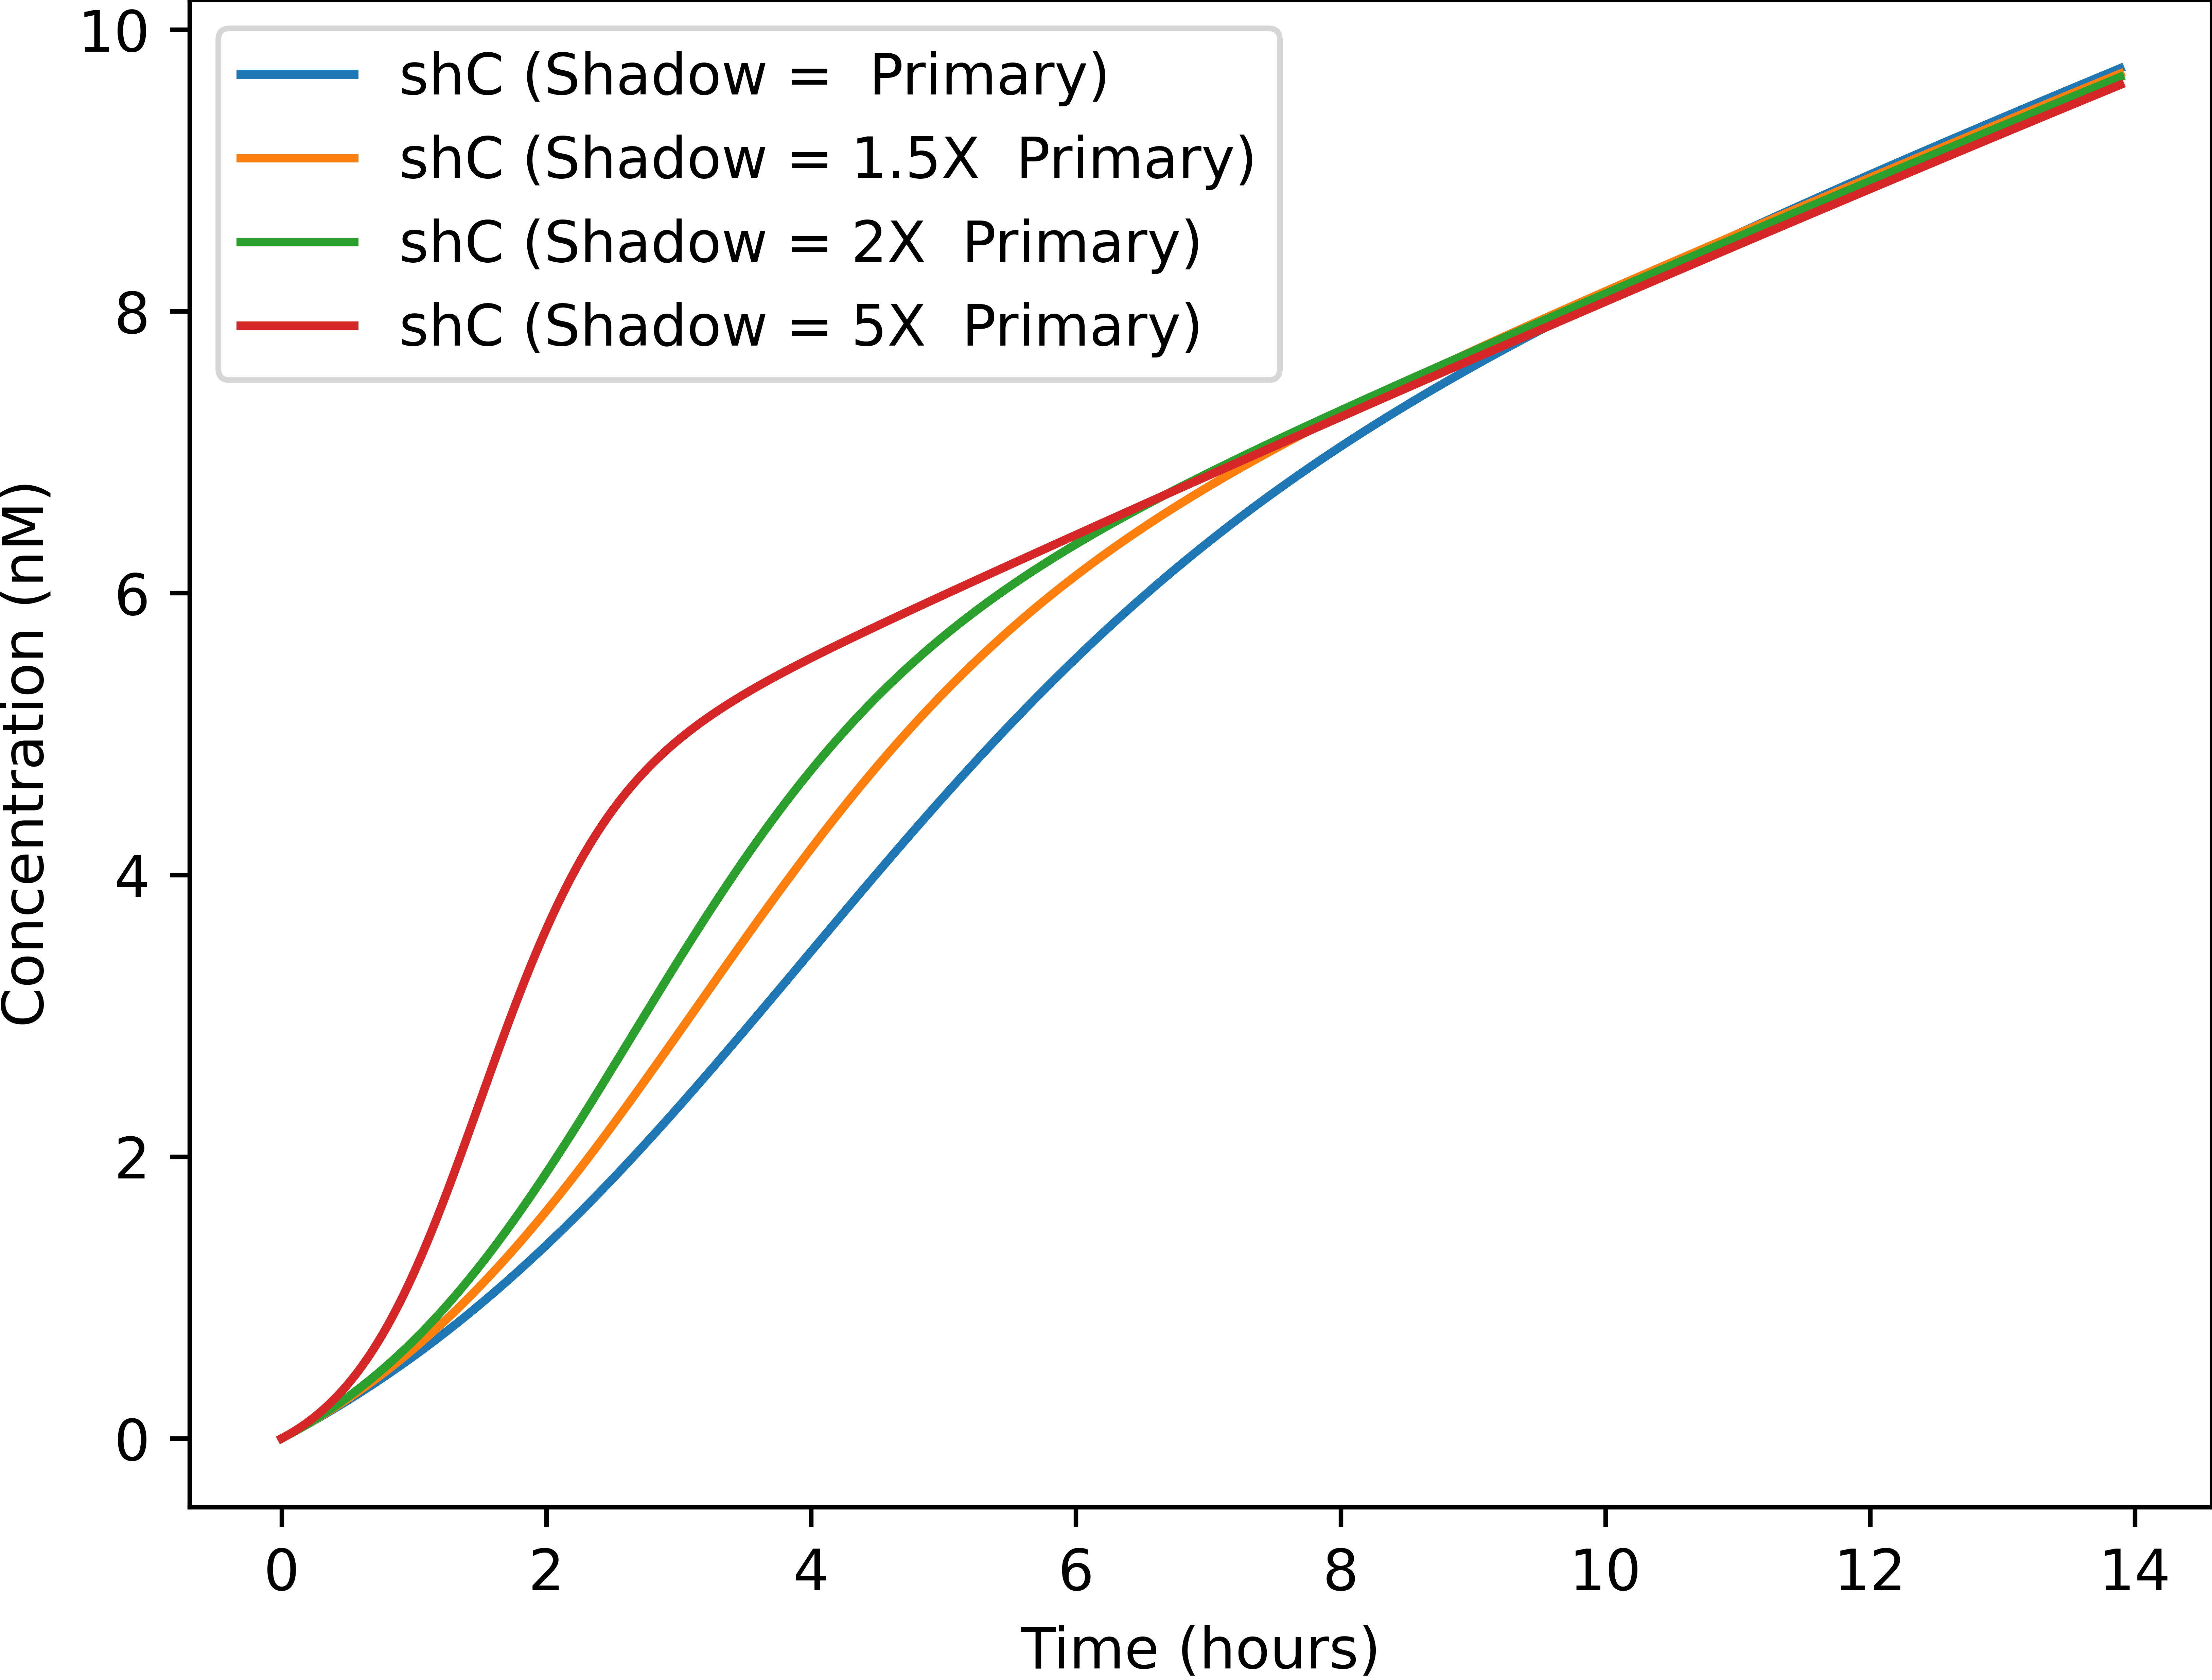 shC (Shadow =  Primary)
shC (Shadow = 1.5X  Primary)
shC (Shadow = 2X  Primary)
shC (Shadow = 5X  Primary)
Concentration (nM)
10
8
6
4
2
0
0 2 4 6 8 10 12 14
Time (hours)